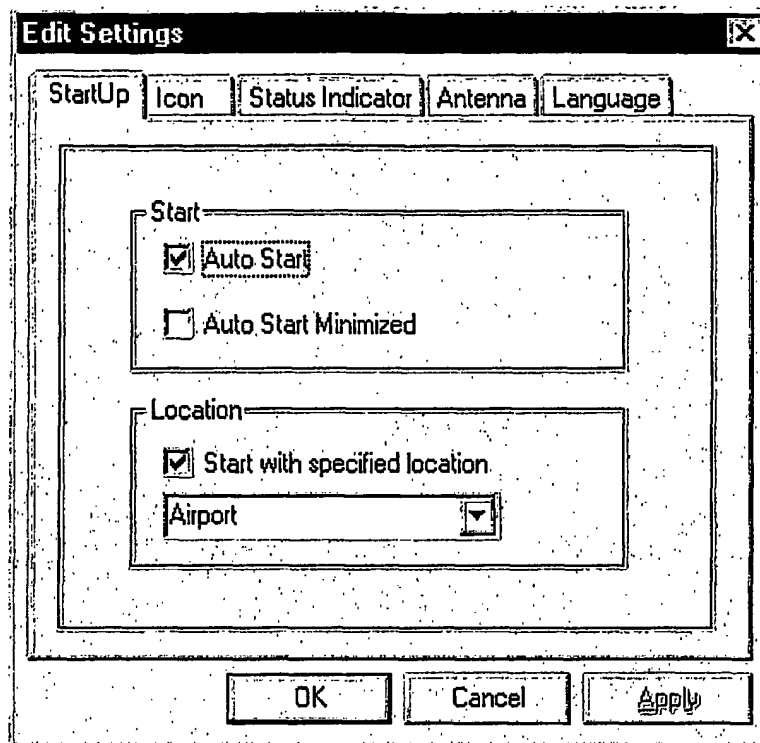 Edit Settings
StartUp Icon Status Indicator Antenna Language
Start
Auto Start
Auto Start Minimized
Location
Start with specified location
Airport
OK Cancel Apply